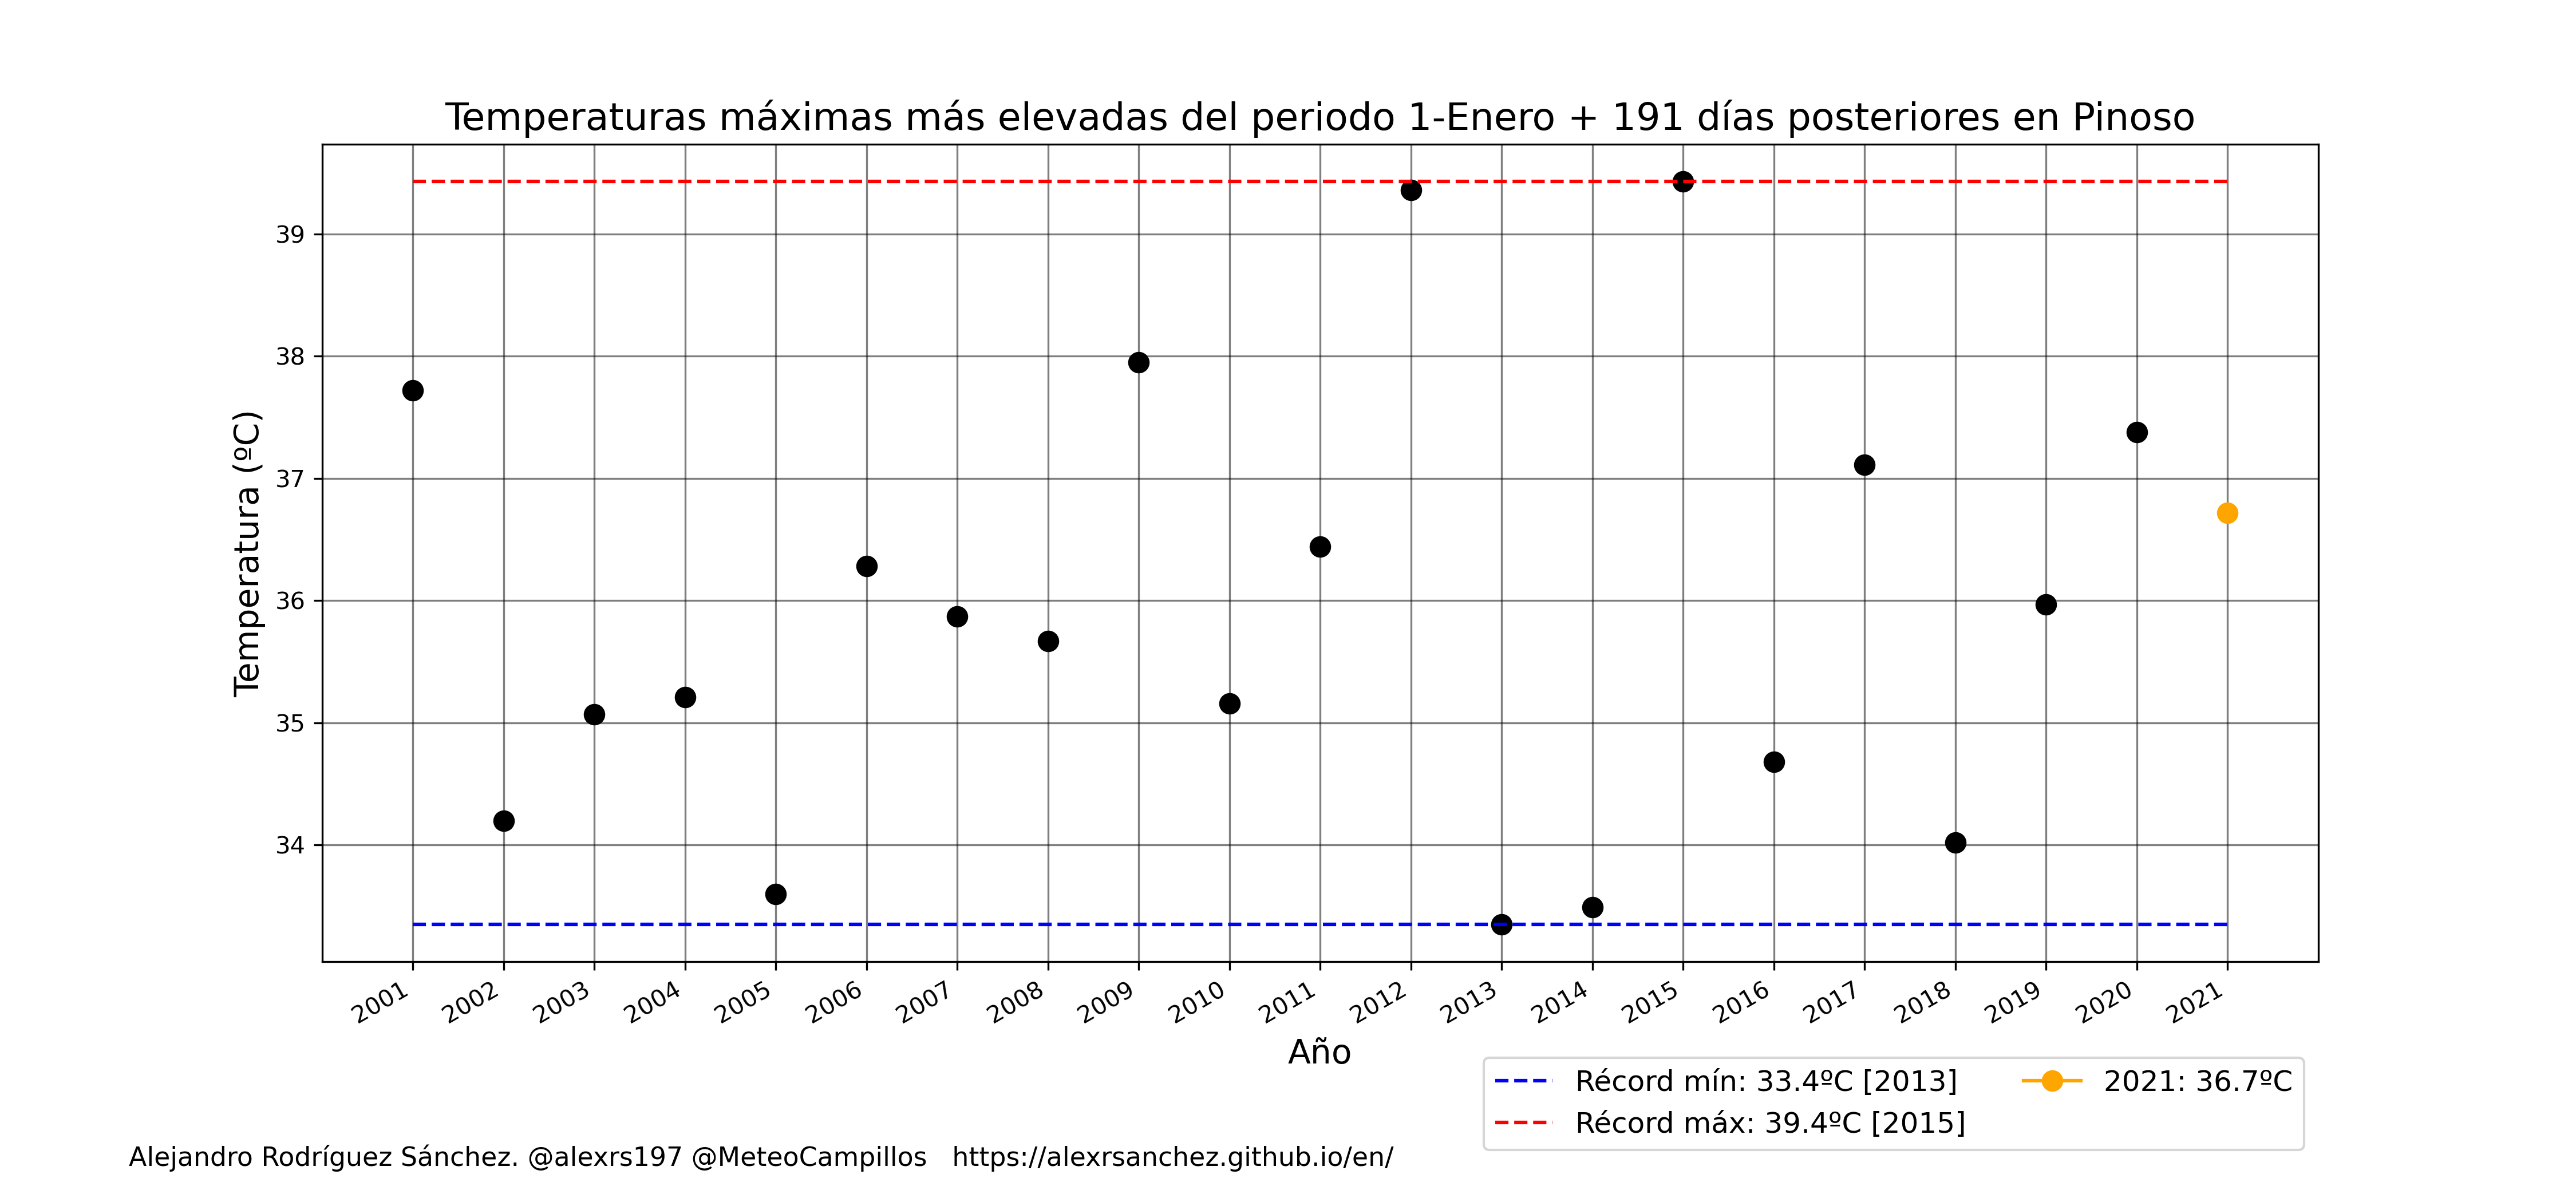 Temperaturas máximas más elevadas del periodo 1-Enero + 191 días posteriores en Pinoso
Temperatura (ºC)
39
38
37
36
35
34
2001 2002 2003 2004 2005 2006 2007 2008 2009 2010 2011 2012 2013 2014 2015 2016 2017 2018 2019 2020 2021
Año
Récord mín: 33.4ºC [2013]
Récord máx: 39.4ºC [2015]
2021: 36.7ºC
Alejandro Rodríguez Sánchez. @alexrs197 @MeteoCampillos https://alexrsanchez.github.io/en/